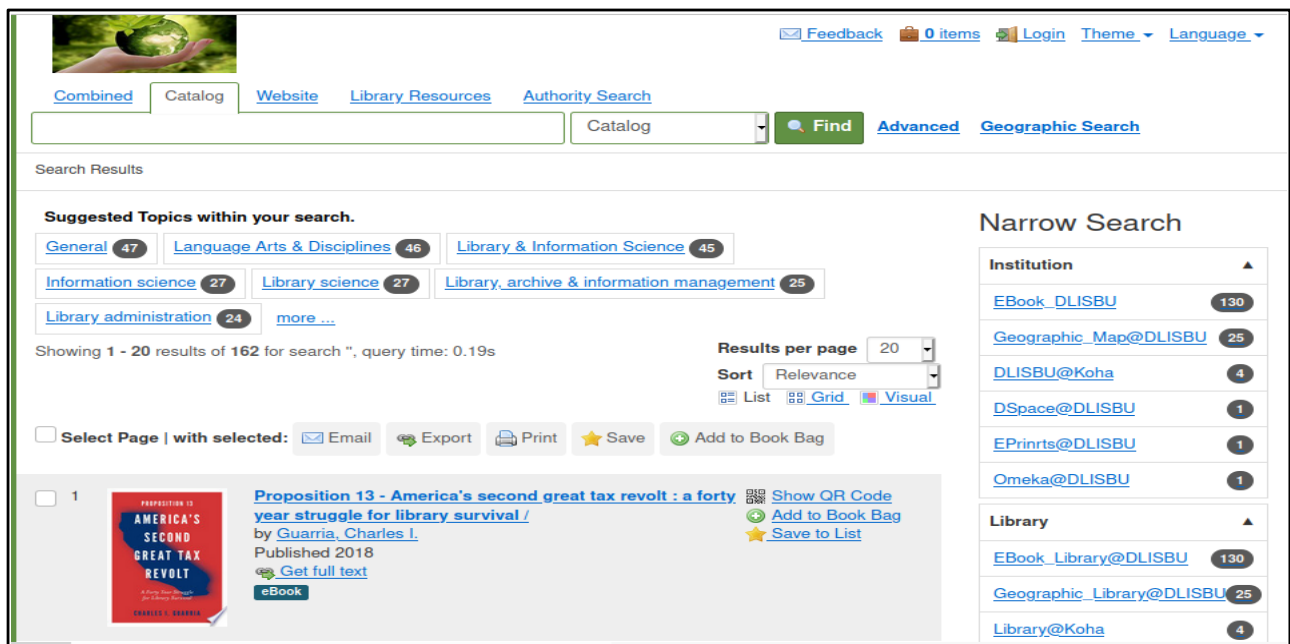 Feedback 0 items Login Theme Language
Combined Catalog Website Library Resources Authority Search
Catalog Find Advanced Geographic Search
Search Results
Suggested Topics within your search.
General 47 Language Arts & Disciplines 46 Library & Information Science 45
Information science 27 Library science 27 Library, archive & information management 25
Library administration 24 more ...
Showing 1 - 20 results of 162 for search '', query time: 0.19s
Results per page 20
Sort Relevance
List Grid Visual
Select Page | with selected: Email Export Print Save Add to Book Bag
1
PROPOSITION 13
AMERICA'S
SECOND
GREAT TAX
REVOLT
A Forty Year Struggle
for Library Survival
CHARLES I. GUARRIA
Proposition 13 - America's second great tax revolt : a forty
year struggle for library survival /
by Guarria, Charles I.
Published 2018
Get full text
eBook
Show QR Code
Add to Book Bag
Save to List
Narrow Search
Institution
EBook_DLISBU 130
Geographic_Map@DLISBU 25
DLISBU@Koha 4
DSpace@DLISBU 1
EPrinrts@DLISBU 1
Omeka@DLISBU 1
Library
EBook_Library@DLISBU 130
Geographic_Library@DLISBU 25
Library@Koha 4